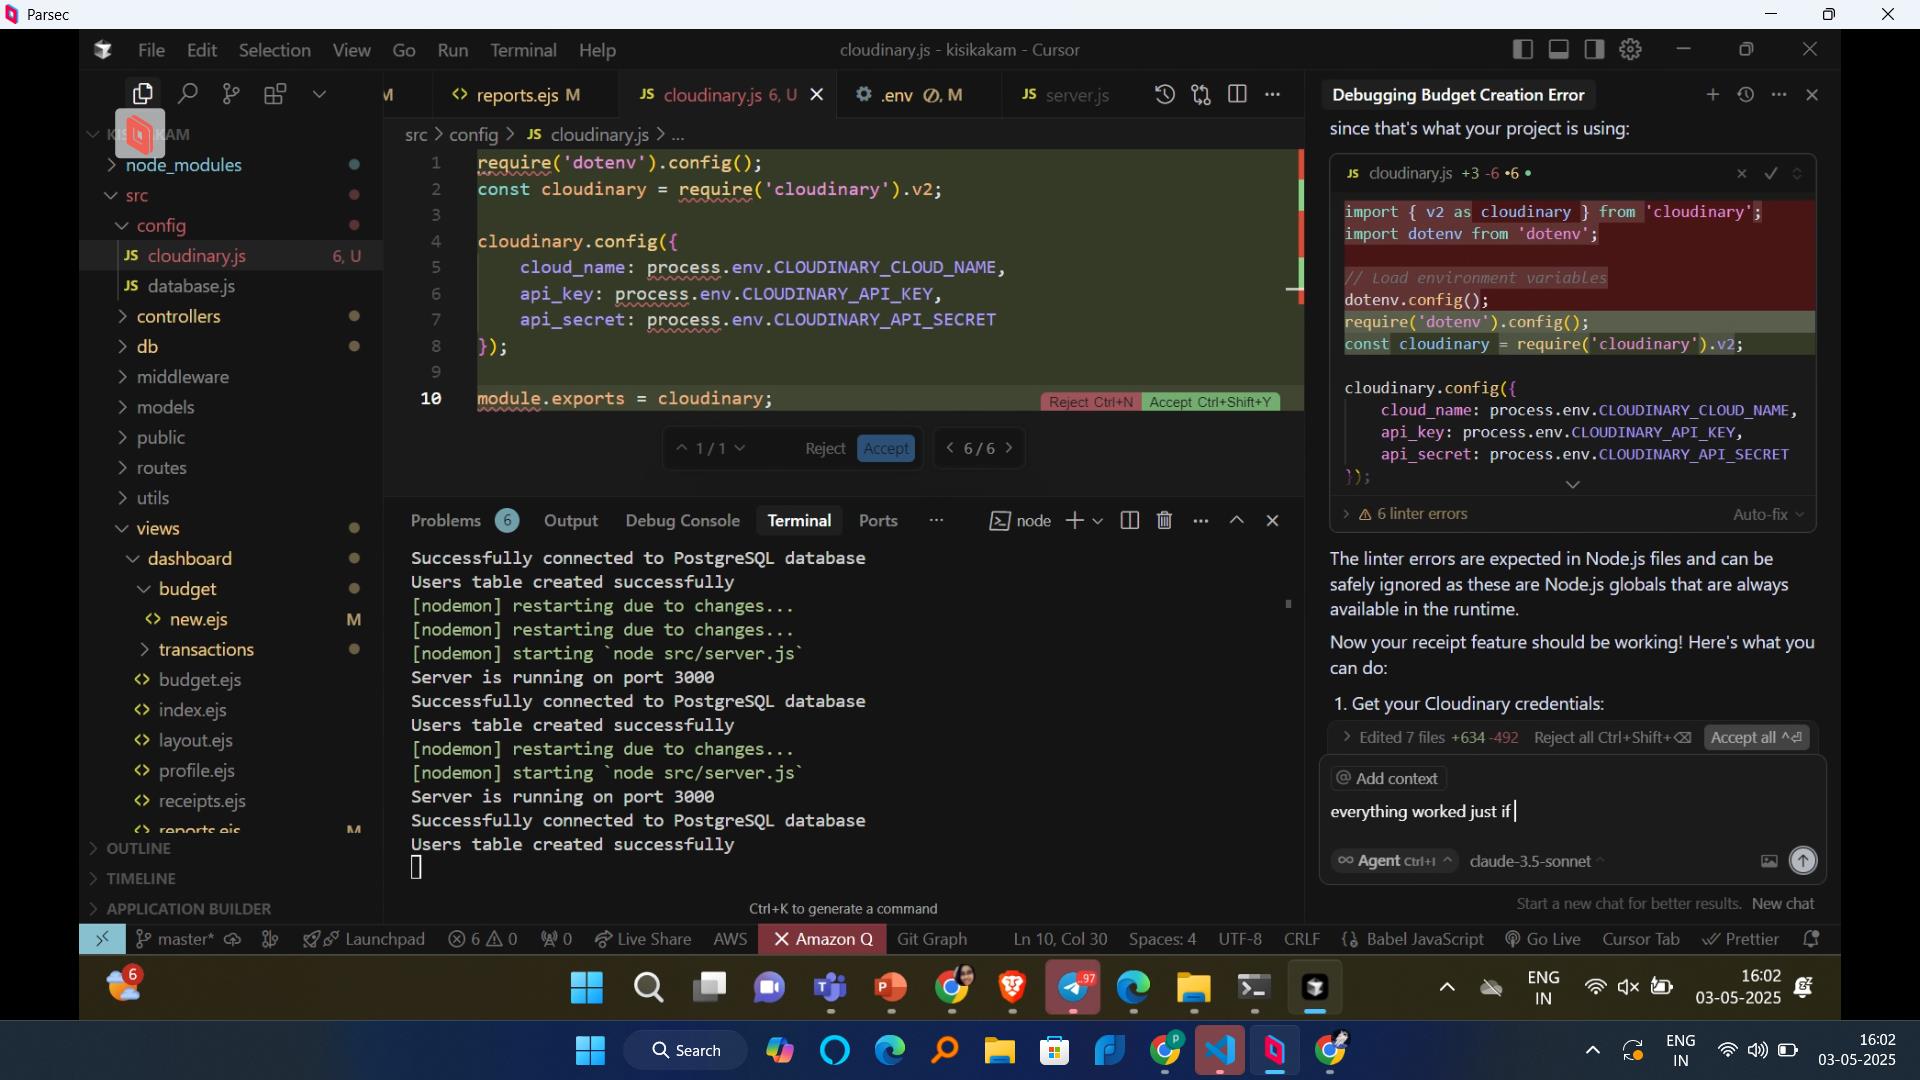 Parsec
File Edit Selection View Go Run Terminal Help
cloudinary.js - kisikakam - Cursor
M
reports.ejs M
JS cloudinary.js 6, U
.env M
JS server.js
src > config > JS cloudinary.js > ...
KAM
node_modules
src
config
JS cloudinary.js 6, U
JS database.js
controllers
db
middleware
models
public
routes
utils
views
dashboard
budget
new.ejs M
transactions
budget.ejs
index.ejs
layout.ejs
profile.ejs
receipts.ejs
reports.ejs M
OUTLINE
TIMELINE
APPLICATION BUILDER
1 require('dotenv').config();
2 const cloudinary = require('cloudinary').v2;
3
4 cloudinary.config({
5 cloud_name: process.env.CLOUDINARY_CLOUD_NAME,
6 api_key: process.env.CLOUDINARY_API_KEY,
7 api_secret: process.env.CLOUDINARY_API_SECRET
8 });
9
10 module.exports = cloudinary;
Reject Ctrl+N Accept Ctrl+Shift+Y
1 / 1 Reject Accept
6 / 6
Problems 6 Output Debug Console Terminal Ports ...
node
Successfully connected to PostgreSQL database
Users table created successfully
[nodemon] restarting due to changes...
[nodemon] restarting due to changes...
[nodemon] starting `node src/server.js`
Server is running on port 3000
Successfully connected to PostgreSQL database
Users table created successfully
[nodemon] restarting due to changes...
[nodemon] starting `node src/server.js`
Server is running on port 3000
Successfully connected to PostgreSQL database
Users table created successfully
Ctrl+K to generate a command
Debugging Budget Creation Error
since that's what your project is using:
JS cloudinary.js +3 -6 •6
import { v2 as cloudinary } from 'cloudinary';
import dotenv from 'dotenv';
// Load environment variables
dotenv.config();
require('dotenv').config();
const cloudinary = require('cloudinary').v2;
cloudinary.config({
cloud_name: process.env.CLOUDINARY_CLOUD_NAME,
api_key: process.env.CLOUDINARY_API_KEY,
api_secret: process.env.CLOUDINARY_API_SECRET
});
6 linter errors Auto-fix
The linter errors are expected in Node.js files and can be
safely ignored as these are Node.js globals that are always
available in the runtime.
Now your receipt feature should be working! Here's what you
can do:
1. Get your Cloudinary credentials:
Edited 7 files +634 -492 Reject all Ctrl+Shift+⌫ Accept all ^⏎
@ Add context
everything worked just if
∞ Agent Ctrl+I claude-3.5-sonnet
Start a new chat for better results. New chat
master* Launchpad 6 0 0 Live Share AWS Amazon Q Git Graph Ln 10, Col 30 Spaces: 4 UTF-8 CRLF Babel JavaScript Go Live Cursor Tab Prettier
6
97
ENG
IN
16:02
03-05-2025
Search
P
ENG
IN
16:02
03-05-2025